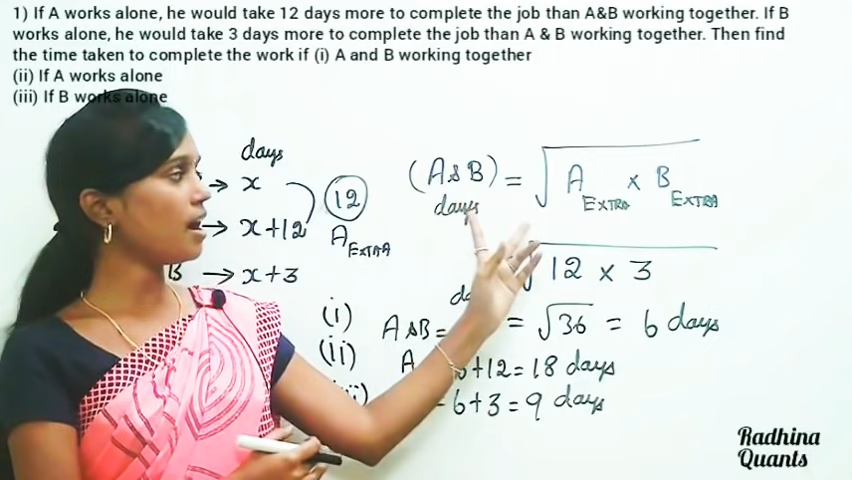 1) If A works alone, he would take 12 days more to complete the job than A&B working together. If B
works alone, he would take 3 days more to complete the job than A & B working together. Then find
the time taken to complete the work if (i) A and B working together
(ii) If A works alone
(iii) If B works alone
days
→ x
12
→ x+12
A EXTRA
B → x+3
(A&B) days = √ A EXTRA × B EXTRA
√ 12 × 3
(i) A&B = = √36 = 6 days
(ii) A +12 = 18 days
= 6+3 = 9 days
Radhina
Quants